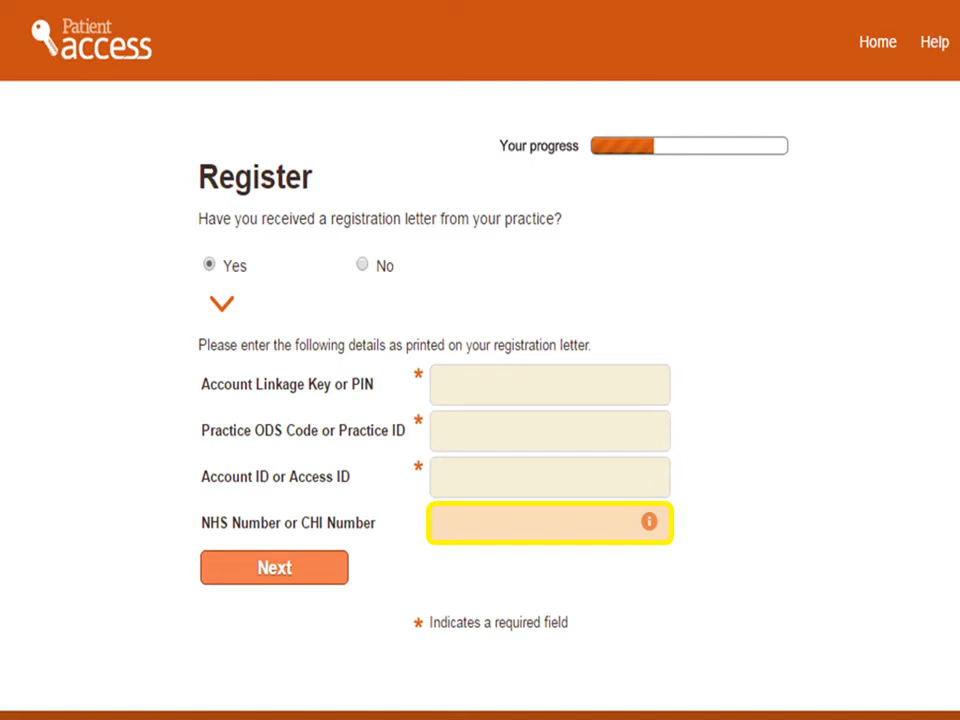 Patient
access
Home Help
Your progress
Register
Have you received a registration letter from your practice?
Yes No
Please enter the following details as printed on your registration letter.
Account Linkage Key or PIN *
Practice ODS Code or Practice ID *
Account ID or Access ID *
NHS Number or CHI Number i
Next
* Indicates a required field